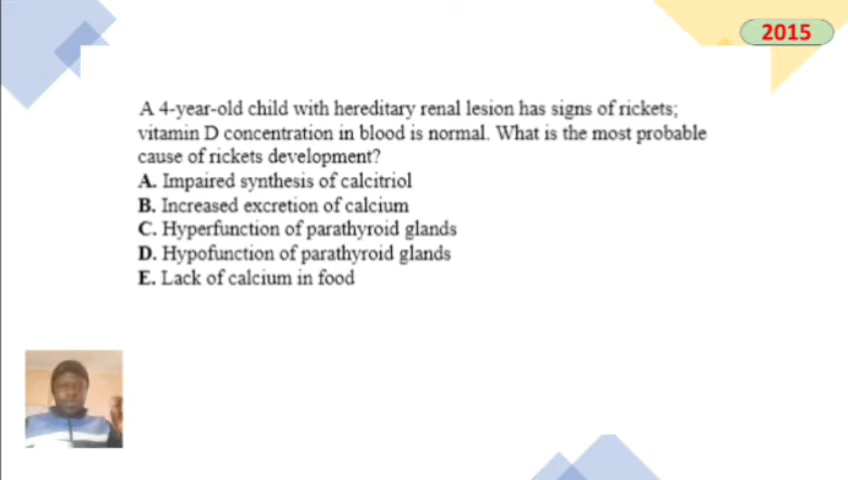 2015
A 4-year-old child with hereditary renal lesion has signs of rickets;
vitamin D concentration in blood is normal. What is the most probable
cause of rickets development?
A. Impaired synthesis of calcitriol
B. Increased excretion of calcium
C. Hyperfunction of parathyroid glands
D. Hypofunction of parathyroid glands
E. Lack of calcium in food